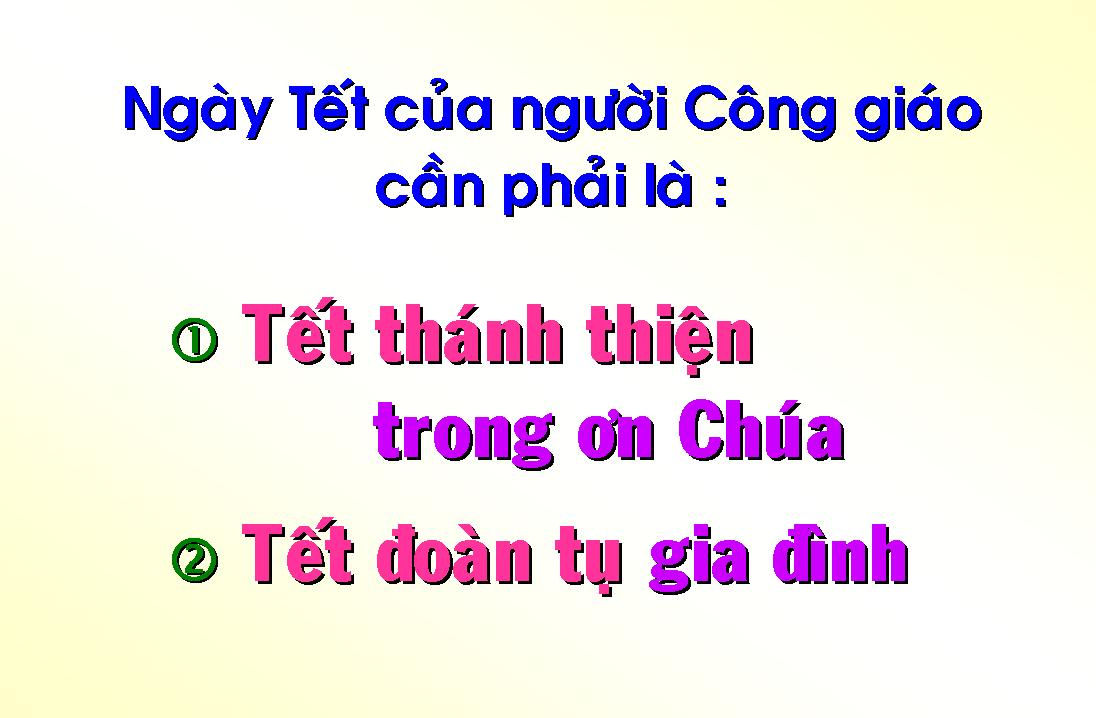 Ngày Tết của người Công giáo
cần phải là :
① Tết thánh thiện
trong ơn Chúa
② Tết đoàn tụ gia đình